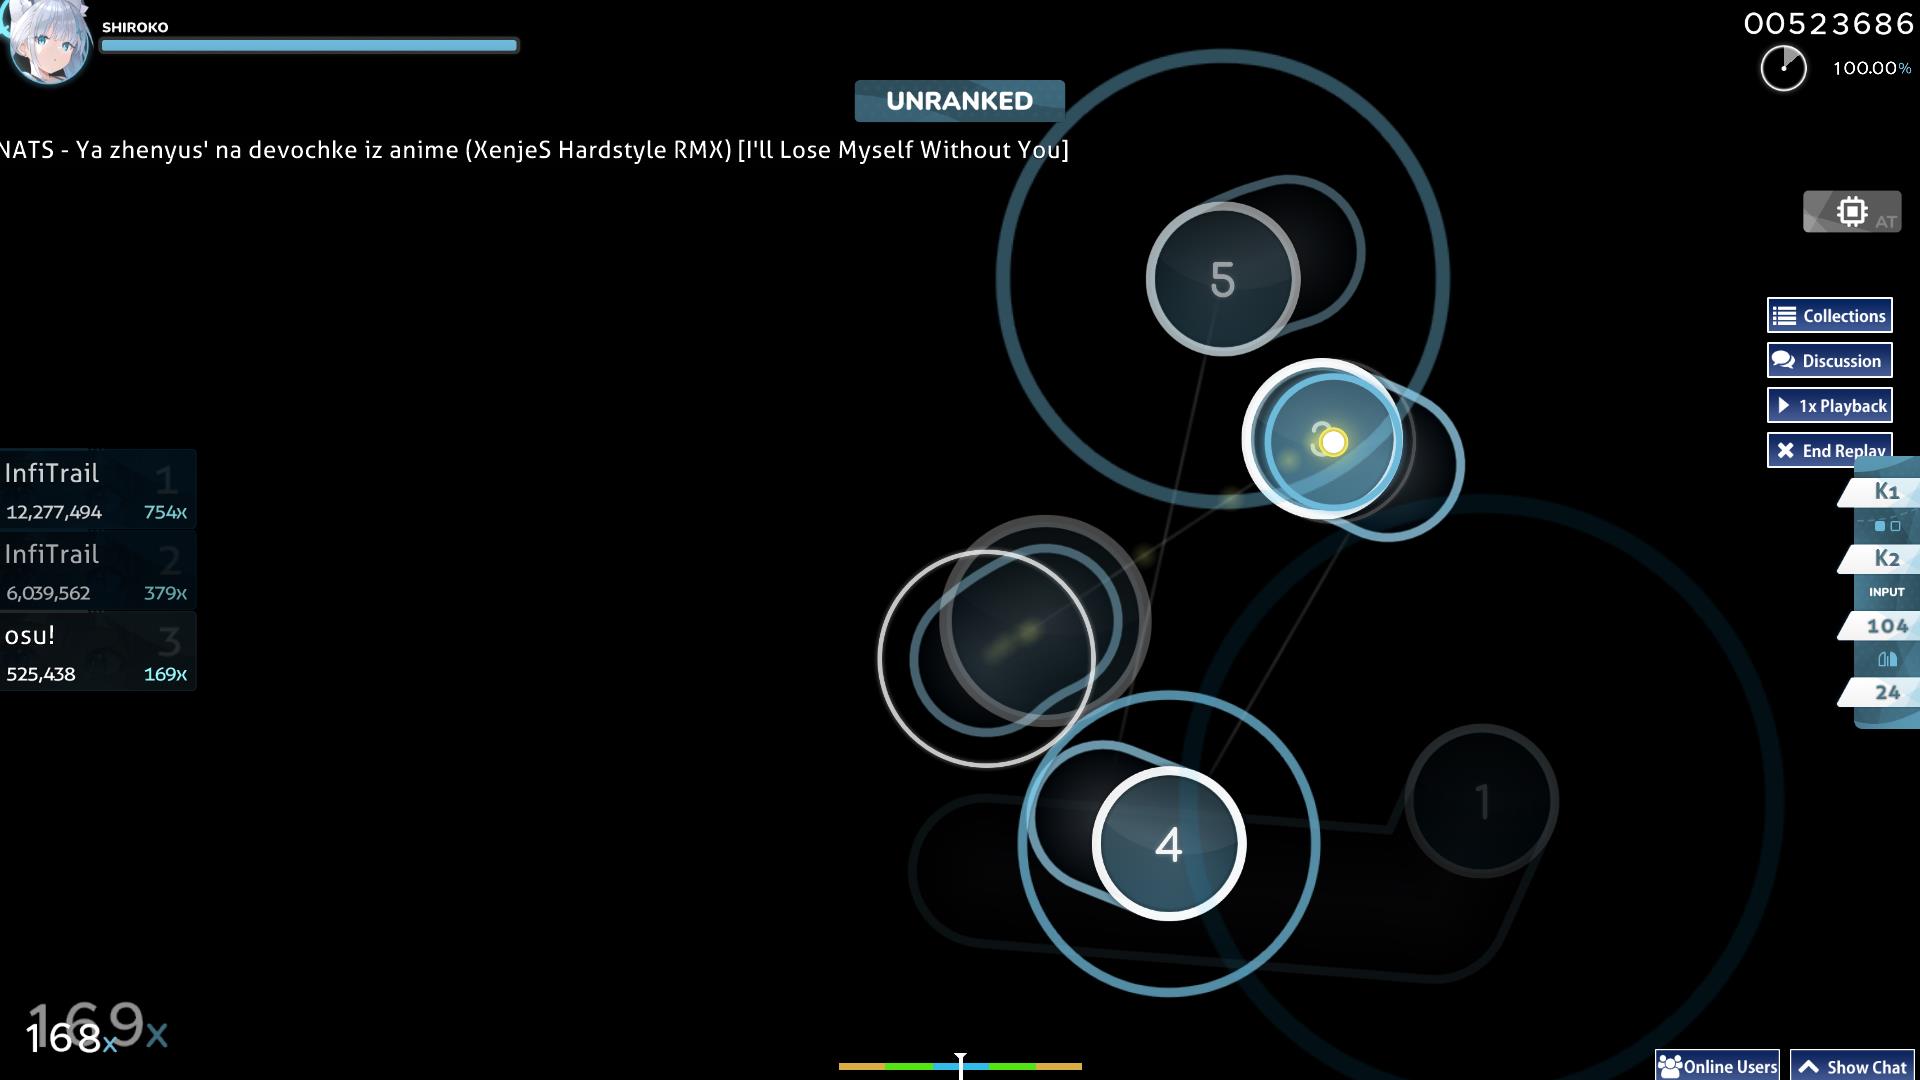 SHIROKO
00523686
100.00%
UNRANKED
NATS - Ya zhenyus' na devochke iz anime (XenjeS Hardstyle RMX) [I'll Lose Myself Without You]
AT
5
Collections
Discussion
1x Playback
End Replay
3
InfiTrail 1
12,277,494 754x
InfiTrail 2
6,039,562 379x
osu! 3
525,438 169x
K1
K2
INPUT
104
24
1
4
169x
168x
Online Users
Show Chat